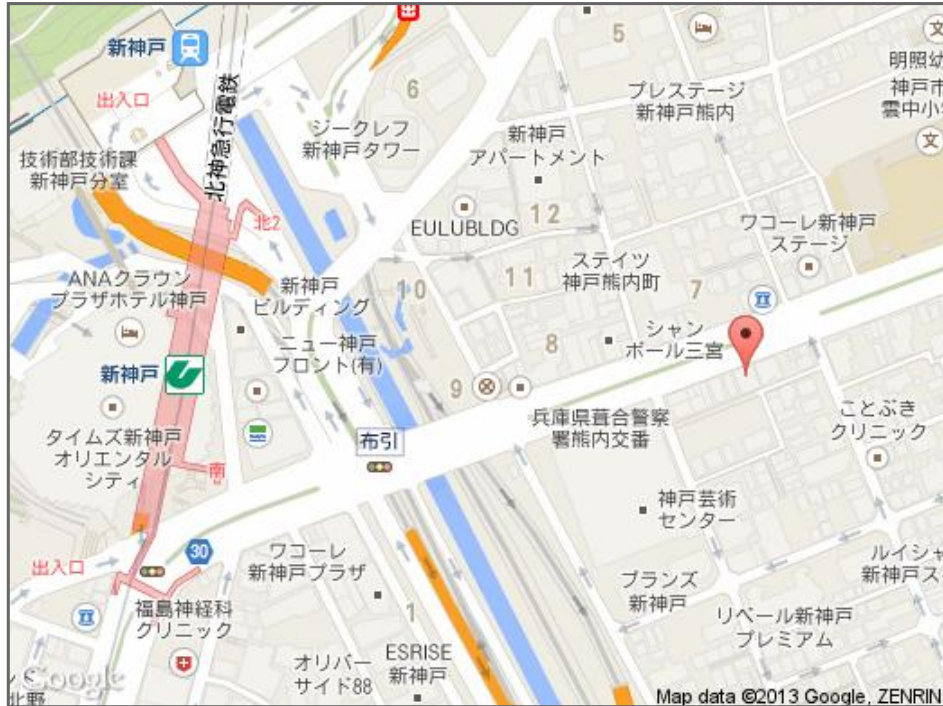 新神戸
5
明照幼
神戸市
雲中小
文
文
出入口
北神急行電鉄
6
プレステージ
新神戸熊内
ジークレフ
新神戸タワー
新神戸
アパートメント
技術部技術課
新神戸分室
北2
EULUBLDG
12
ワコーレ新神戸
ステージ
ANAクラウン
プラザホテル神戸
新神戸
ビルディング
10
11
ステイツ
神戸熊内町
7
ニュー神戸
フロント(有)
8
シャン
ボール三宮
新神戸
9
兵庫県葺合警察
署熊内交番
ことぶき
クリニック
タイムズ新神戸
オリエンタル
シティ
南
布引
神戸芸術
センター
出入口
30
ワコーレ
新神戸プラザ
ルイシャ
新神戸ス
ブランズ
新神戸
福島神経科
クリニック
1
リベール新神戸
プレミアム
オリバー
サイド88
ESRISE
新神戸
Google
北野
Map data ©2013 Google, ZENRIN